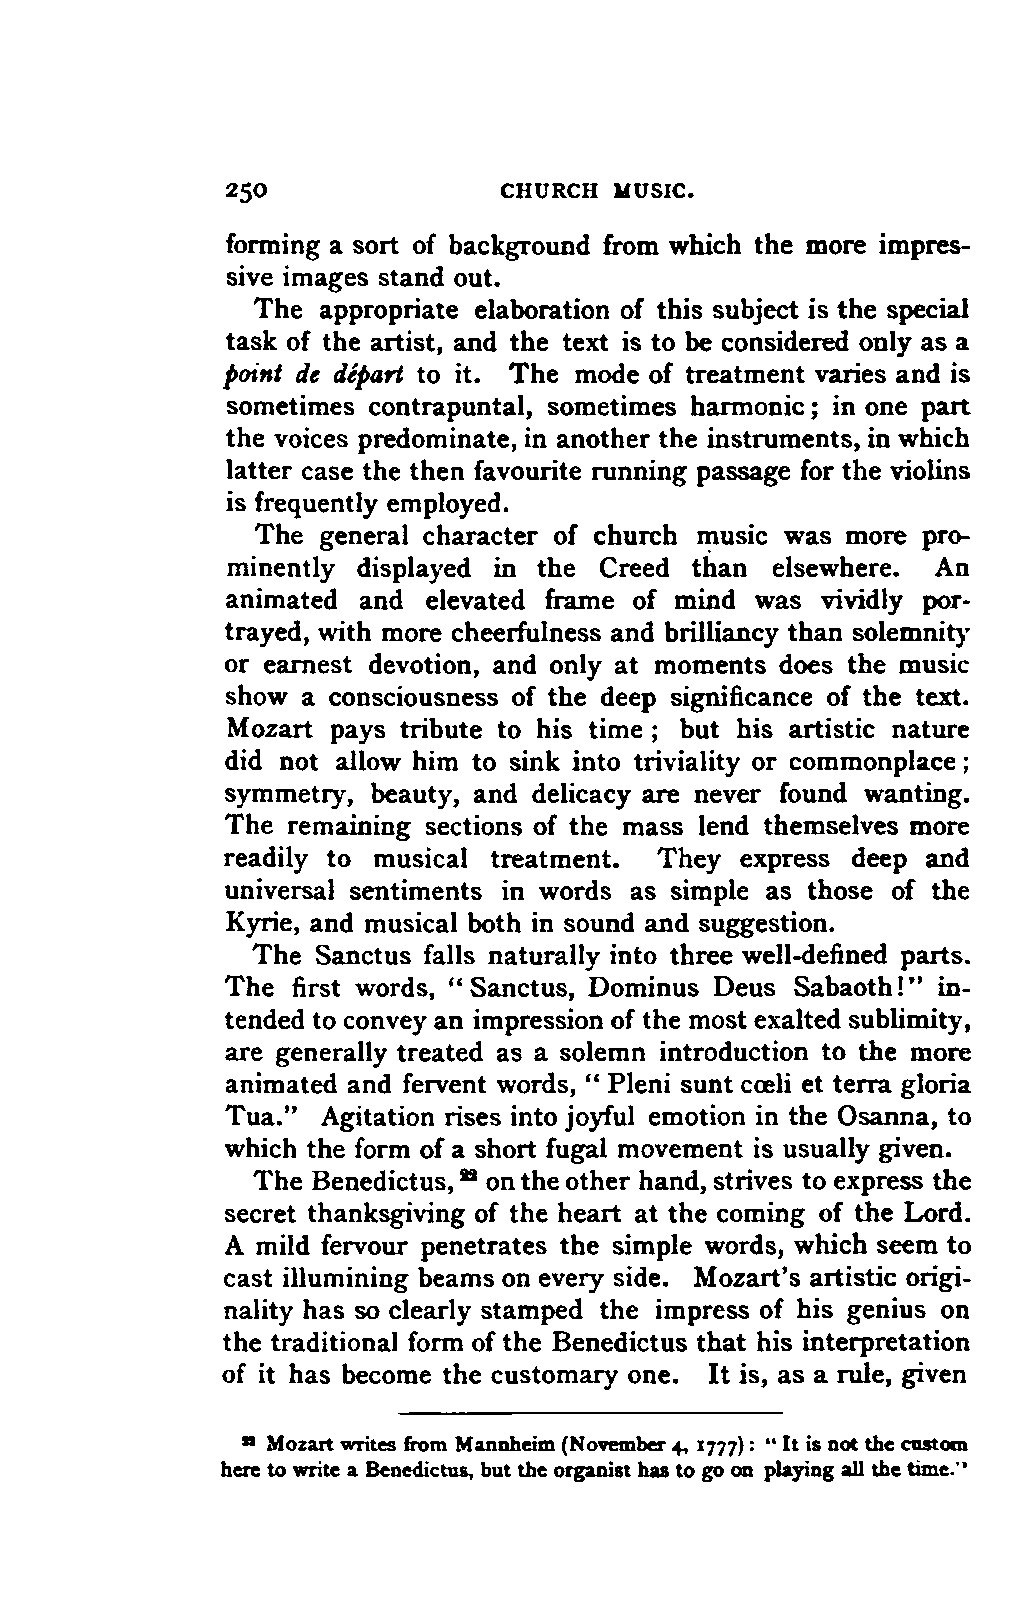 250 CHURCH MUSIC.
forming a sort of background from which the more impres-
sive images stand out.
The appropriate elaboration of this subject is the special
task of the artist, and the text is to be considered only as a
point de départ to it. The mode of treatment varies and is
sometimes contrapuntal, sometimes harmonic; in one part
the voices predominate, in another the instruments, in which
latter case the then favourite running passage for the violins
is frequently employed.
The general character of church music was more pro-
minently displayed in the Creed than elsewhere. An
animated and elevated frame of mind was vividly por-
trayed, with more cheerfulness and brilliancy than solemnity
or earnest devotion, and only at moments does the music
show a consciousness of the deep significance of the text.
Mozart pays tribute to his time; but his artistic nature
did not allow him to sink into triviality or commonplace;
symmetry, beauty, and delicacy are never found wanting.
The remaining sections of the mass lend themselves more
readily to musical treatment. They express deep and
universal sentiments in words as simple as those of the
Kyrie, and musical both in sound and suggestion.
The Sanctus falls naturally into three well-defined parts.
The first words, "Sanctus, Dominus Deus Sabaoth!" in-
tended to convey an impression of the most exalted sublimity,
are generally treated as a solemn introduction to the more
animated and fervent words, "Pleni sunt cœli et terra gloria
Tua." Agitation rises into joyful emotion in the Osanna, to
which the form of a short fugal movement is usually given.
The Benedictus,²² on the other hand, strives to express the
secret thanksgiving of the heart at the coming of the Lord.
A mild fervour penetrates the simple words, which seem to
cast illumining beams on every side. Mozart's artistic origi-
nality has so clearly stamped the impress of his genius on
the traditional form of the Benedictus that his interpretation
of it has become the customary one. It is, as a rule, given
²² Mozart writes from Mannheim (November 4, 1777): "It is not the custom
here to write a Benedictus, but the organist has to go on playing all the time."